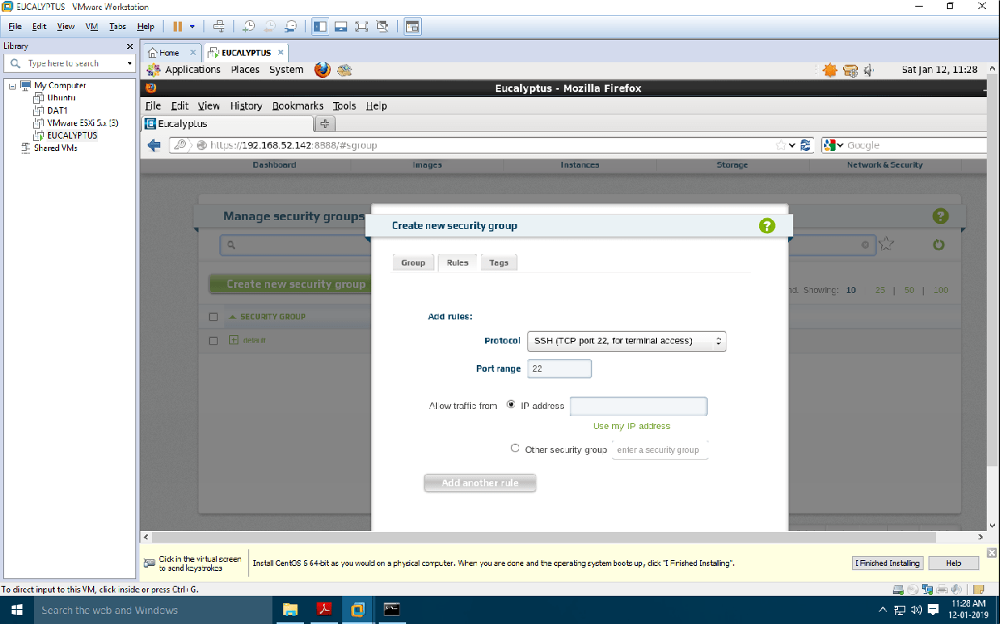 EUCALYPTUS - VMware Workstation
File Edit View VM Tabs Help
Library
Type here to search
My Computer
Ubuntu
DAT1
VMware ESXi 5.x (3)
EUCALYPTUS
Shared VMs
Home
EUCALYPTUS
Applications Places System
Sat Jan 12, 11:28
Eucalyptus - Mozilla Firefox
File Edit View History Bookmarks Tools Help
Eucalyptus
https://192.168.52.142:8888/#sgroup
Google
Dashboard Images Instances Storage Network & Security
Manage security groups
Create new security group
nd. Showing: 10 25 | 50 | 100
SECURITY GROUP
default
Create new security group
?
Group Rules Tags
Add rules:
Protocol SSH (TCP port 22, for terminal access)
Port range 22
Allow traffic from IP address
Use my IP address
Other security group enter a security group
Add another rule
Click in the virtual screen
to send keystrokes
Install CentOS 6 64-bit as you would on a physical computer. When you are done and the operating system boots up, click "I Finished Installing".
I Finished Installing
Help
To direct input to this VM, click inside or press Ctrl+G.
Search the web and Windows
11:28 AM
12-01-2019